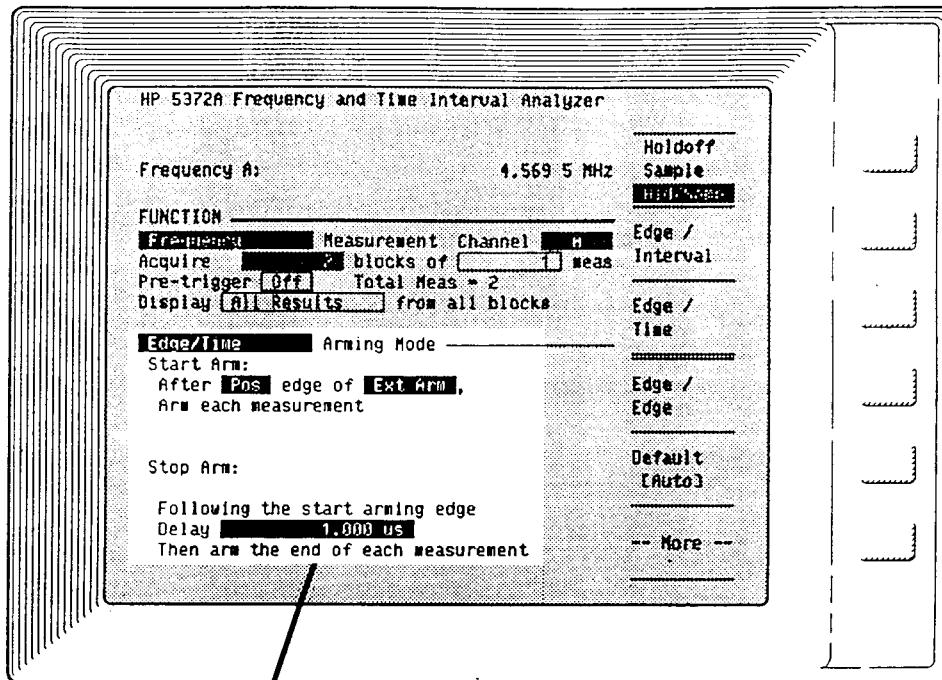 HP 5372A Frequency and Time Interval Analyzer
Frequency A: 4.569 5 MHz
FUNCTION
Frequency Measurement Channel A
Acquire 2 blocks of 1 meas
Pre-trigger Off Total Meas = 2
Display All Results from all blocks
Edge/Time Arming Mode
Start Arm:
After Pos edge of Ext Arm,
Arm each measurement
Stop Arm:
Following the start arming edge
Delay 1.000 us
Then arm the end of each measurement
Holdoff
Sample
Edge /
Interval
Edge /
Time
Edge /
Edge
Default
[Auto]
-- More --